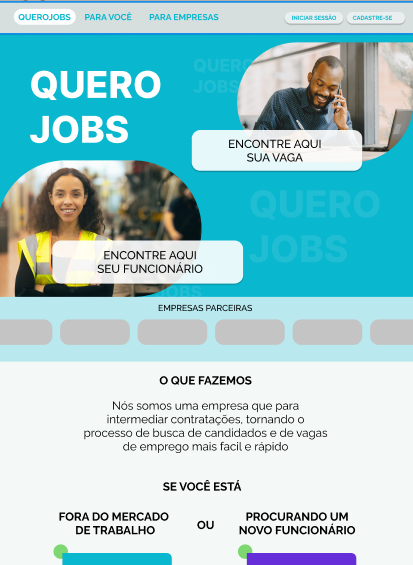 QUEROJOBS
PARA VOCÊ
PARA EMPRESAS
INICIAR SESSÃO
CADASTRE-SE
QUERO
JOBS
QUERO
JOBS
ENCONTRE AQUI
SUA VAGA
QUERO
JOBS
ENCONTRE AQUI
SEU FUNCIONÁRIO
JOBS
EMPRESAS PARCEIRAS
O QUE FAZEMOS
Nós somos uma empresa que para
intermediar contratações, tornando o
processo de busca de candidados e de vagas
de emprego mais facil e rápido
SE VOCÊ ESTÁ
FORA DO MERCADO
DE TRABALHO
OU
PROCURANDO UM
NOVO FUNCIONÁRIO